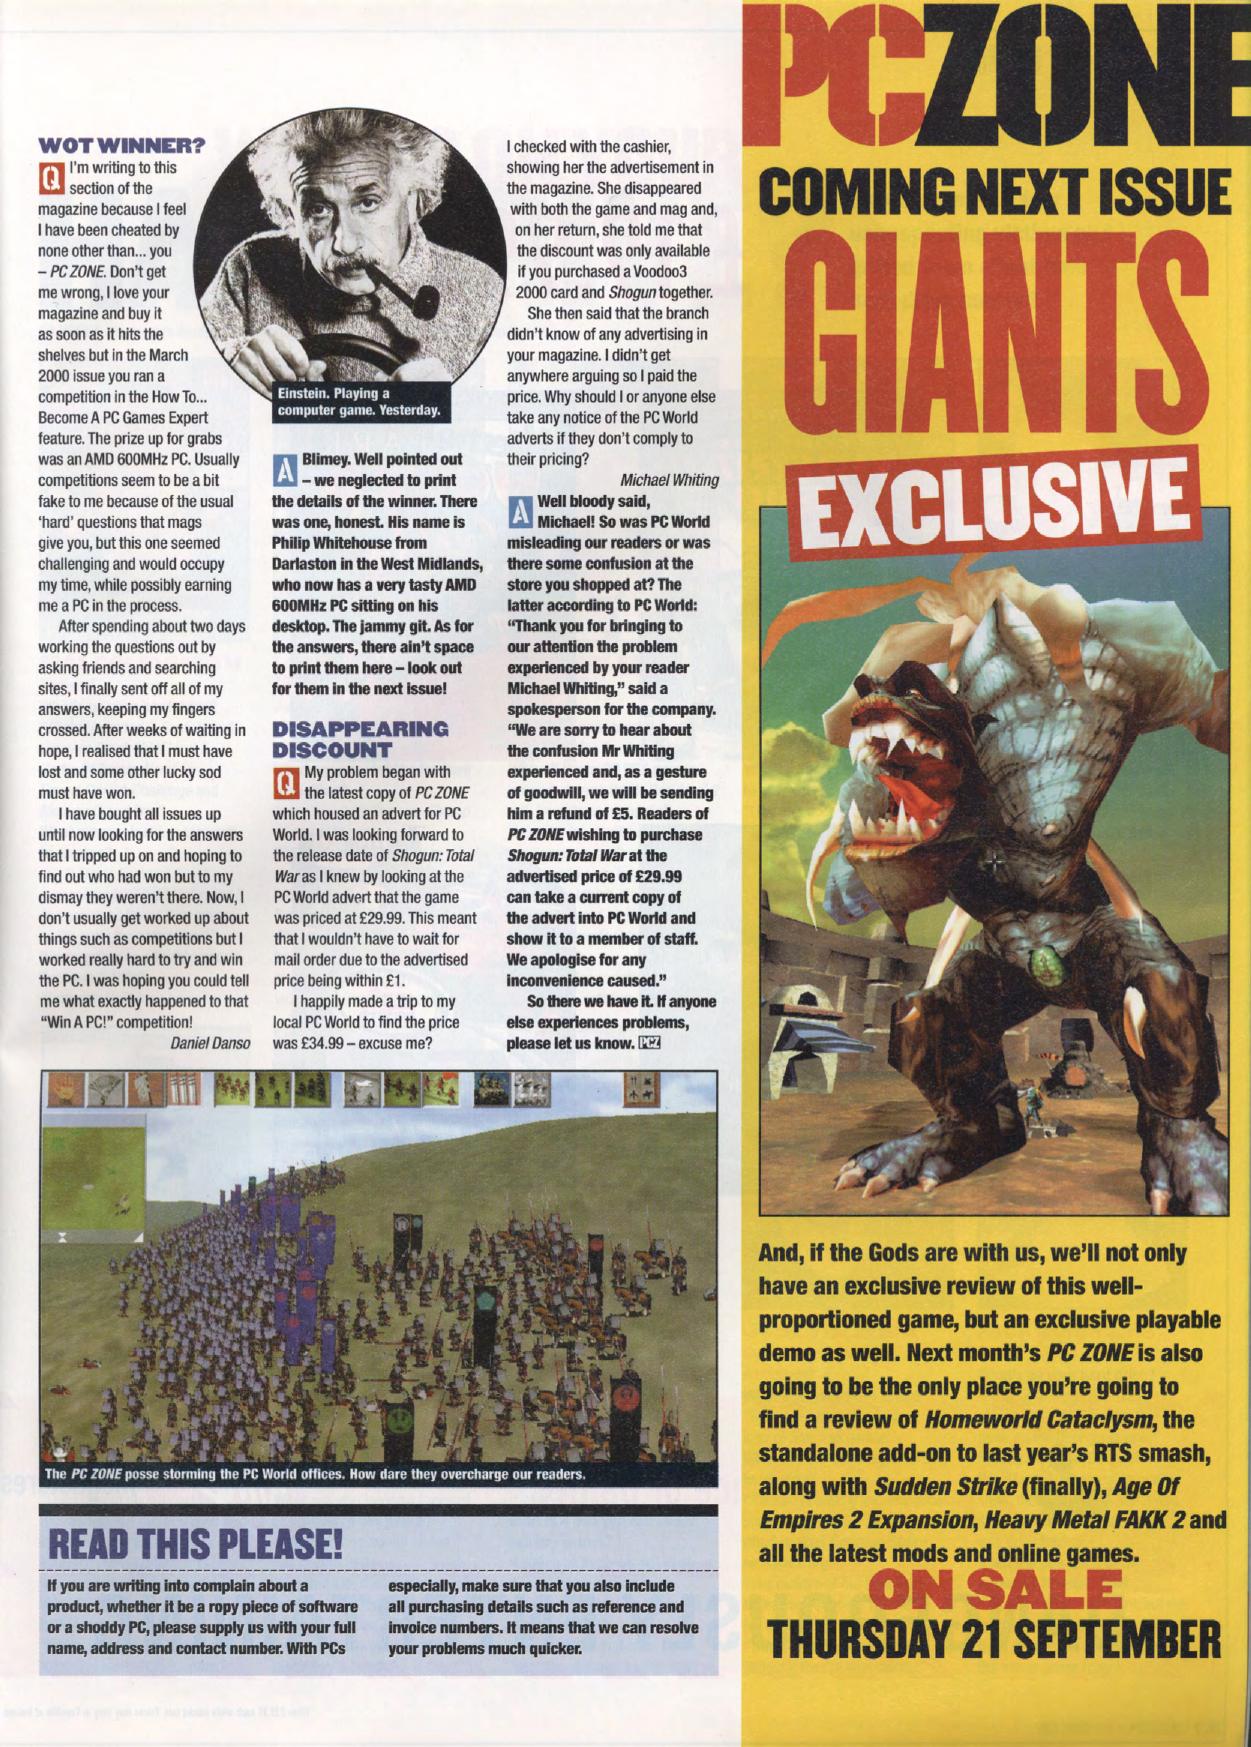 WOT WINNER?
Q I'm writing to this
section of the
magazine because I feel
I have been cheated by
none other than... you
– PC ZONE. Don't get
me wrong, I love your
magazine and buy it
as soon as it hits the
shelves but in the March
2000 issue you ran a
competition in the How To...
Become A PC Games Expert
feature. The prize up for grabs
was an AMD 600MHz PC. Usually
competitions seem to be a bit
fake to me because of the usual
'hard' questions that mags
give you, but this one seemed
challenging and would occupy
my time, while possibly earning
me a PC in the process.
After spending about two days
working the questions out by
asking friends and searching
sites, I finally sent off all of my
answers, keeping my fingers
crossed. After weeks of waiting in
hope, I realised that I must have
lost and some other lucky sod
must have won.
I have bought all issues up
until now looking for the answers
that I tripped up on and hoping to
find out who had won but to my
dismay they weren't there. Now, I
don't usually get worked up about
things such as competitions but I
worked really hard to try and win
the PC. I was hoping you could tell
me what exactly happened to that
"Win A PC!" competition!
Daniel Danso
Einstein. Playing a
computer game. Yesterday.
A Blimey. Well pointed out
– we neglected to print
the details of the winner. There
was one, honest. His name is
Philip Whitehouse from
Darlaston in the West Midlands,
who now has a very tasty AMD
600MHz PC sitting on his
desktop. The jammy git. As for
the answers, there ain't space
to print them here – look out
for them in the next issue!
DISAPPEARING
DISCOUNT
Q My problem began with
the latest copy of PC ZONE
which housed an advert for PC
World. I was looking forward to
the release date of Shogun: Total
War as I knew by looking at the
PC World advert that the game
was priced at £29.99. This meant
that I wouldn't have to wait for
mail order due to the advertised
price being within £1.
I happily made a trip to my
local PC World to find the price
was £34.99 – excuse me?
I checked with the cashier,
showing her the advertisement in
the magazine. She disappeared
with both the game and mag and,
on her return, she told me that
the discount was only available
if you purchased a Voodoo3
2000 card and Shogun together.
She then said that the branch
didn't know of any advertising in
your magazine. I didn't get
anywhere arguing so I paid the
price. Why should I or anyone else
take any notice of the PC World
adverts if they don't comply to
their pricing?
Michael Whiting
A Well bloody said,
Michael! So was PC World
misleading our readers or was
there some confusion at the
store you shopped at? The
latter according to PC World:
"Thank you for bringing to
our attention the problem
experienced by your reader
Michael Whiting," said a
spokesperson for the company.
"We are sorry to hear about
the confusion Mr Whiting
experienced and, as a gesture
of goodwill, we will be sending
him a refund of £5. Readers of
PC ZONE wishing to purchase
Shogun: Total War at the
advertised price of £29.99
can take a current copy of
the advert into PC World and
show it to a member of staff.
We apologise for any
inconvenience caused."
So there we have it. If anyone
else experiences problems,
please let us know. PCZ
The PC ZONE posse storming the PC World offices. How dare they overcharge our readers.
READ THIS PLEASE!
If you are writing into complain about a
product, whether it be a ropy piece of software
or a shoddy PC, please supply us with your full
name, address and contact number. With PCs
especially, make sure that you also include
all purchasing details such as reference and
invoice numbers. It means that we can resolve
your problems much quicker.
PCZONE
COMING NEXT ISSUE
GIANTS
EXCLUSIVE
And, if the Gods are with us, we'll not only
have an exclusive review of this well-
proportioned game, but an exclusive playable
demo as well. Next month's PC ZONE is also
going to be the only place you're going to
find a review of Homeworld Cataclysm, the
standalone add-on to last year's RTS smash,
along with Sudden Strike (finally), Age Of
Empires 2 Expansion, Heavy Metal FAKK 2 and
all the latest mods and online games.
ON SALE
THURSDAY 21 SEPTEMBER